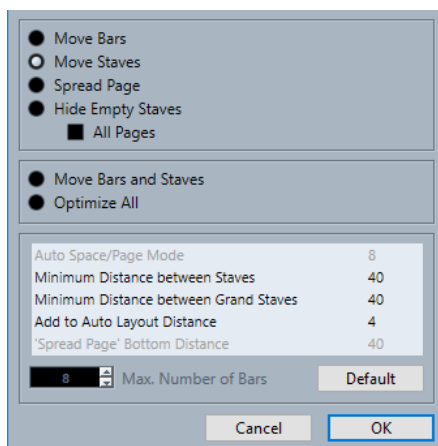 Move Bars
Move Staves
Spread Page
Hide Empty Staves
All Pages
Move Bars and Staves
Optimize All
Auto Space/Page Mode 8
Minimum Distance between Staves 40
Minimum Distance between Grand Staves 40
Add to Auto Layout Distance 4
'Spread Page' Bottom Distance 40
8 Max. Number of Bars Default
Cancel OK